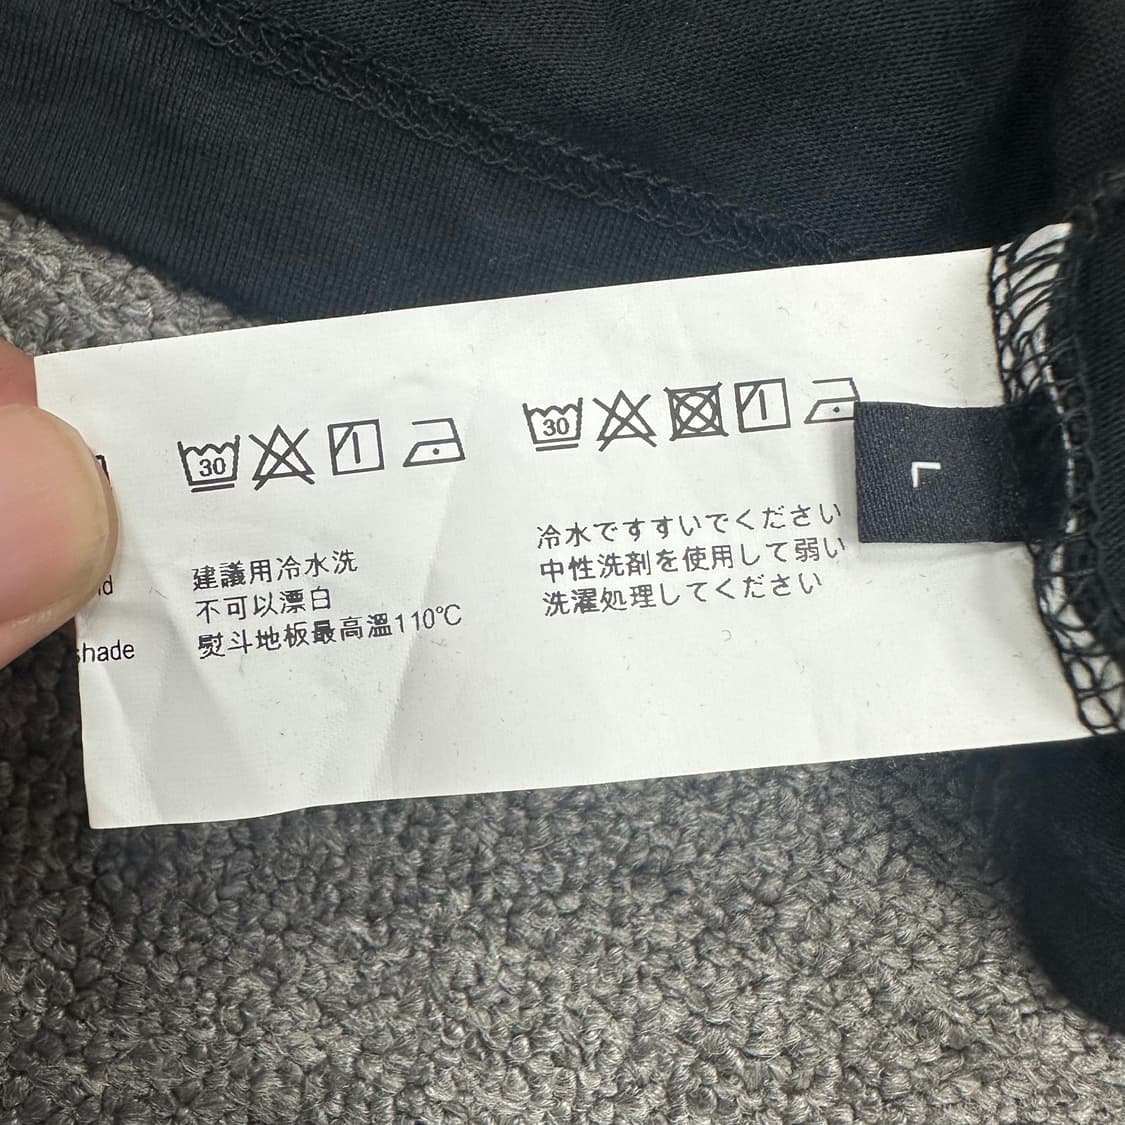 30
建議用冷水洗
不可以漂白
熨斗地板最高溫110℃
30
冷水ですすいでください
中性洗剤を使用して弱い
洗濯処理してください
L
shade